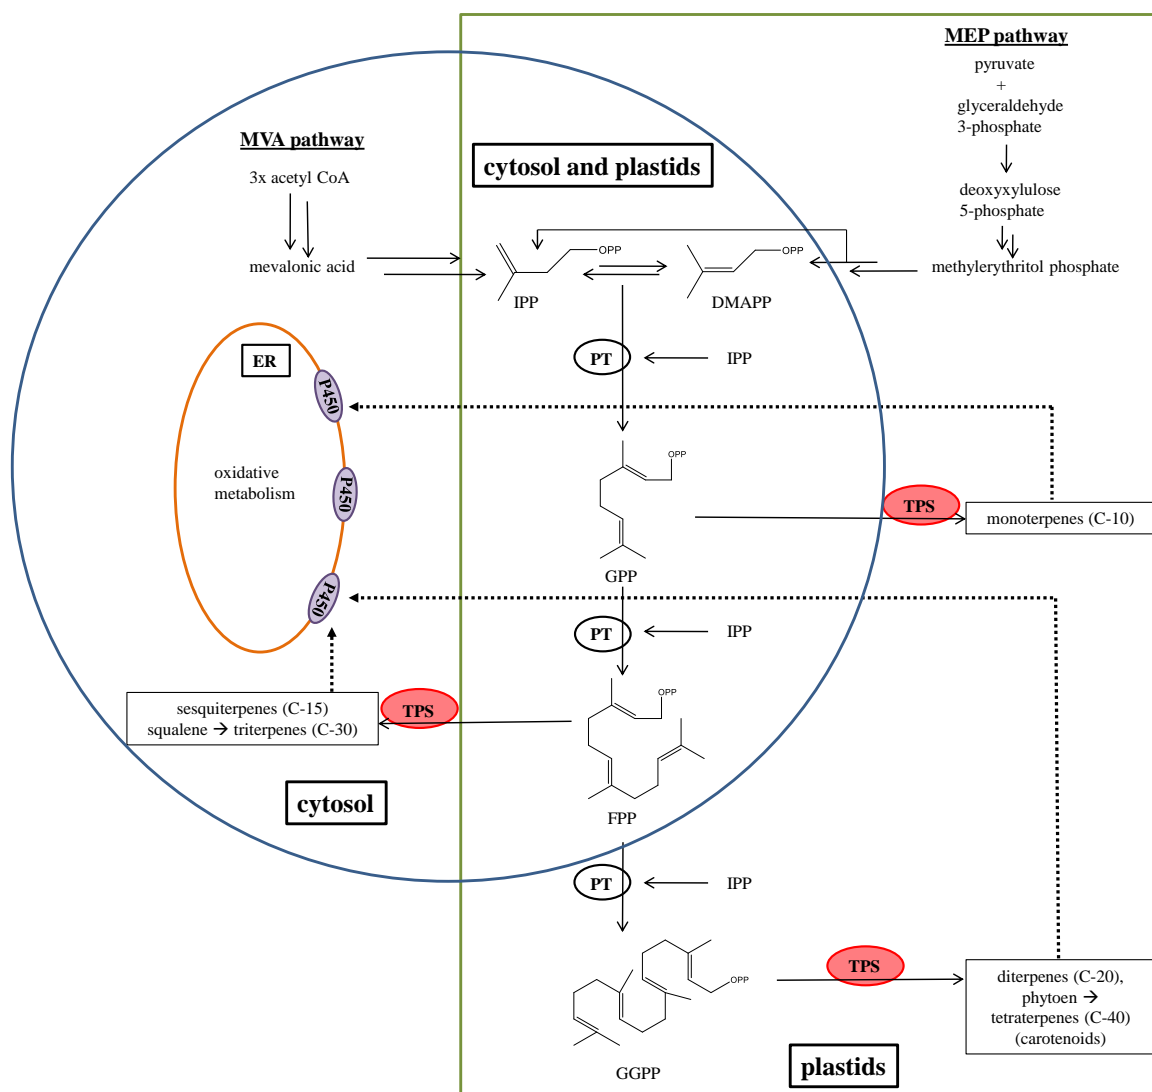 MEP pathway
pyruvate
+
glyceraldehyde
3-phosphate
deoxyxylulose
5-phosphate
methylerythritol phosphate
MVA pathway
3x acetyl CoA
mevalonic acid
cytosol and plastids
OPP
IPP
OPP
DMAPP
PT
IPP
ER
P450
oxidative
metabolism
P450
P450
OPP
GPP
TPS
monoterpenes (C-10)
PT
IPP
sesquiterpenes (C-15)
squalene → triterpenes (C-30)
TPS
OPP
FPP
cytosol
PT
IPP
OPP
GGPP
TPS
diterpenes (C-20),
phytoen →
tetraterpenes (C-40)
(carotenoids)
plastids